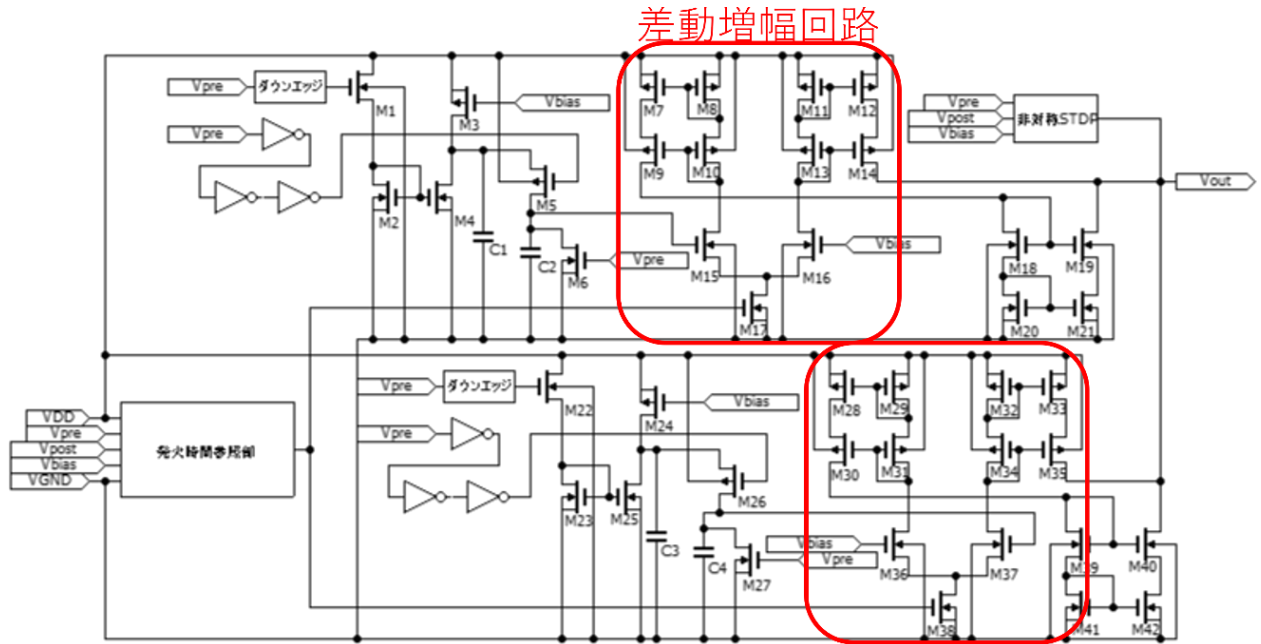 差動増幅回路
Vpre
ダウンエッジ
M1
Vbias
M3
Vpre
M7
M8
M11
M12
Vpre
Vpost
Vbias
非対称STDP
M9
M10
M13
M14
Vout
M2
M4
M5
C1
C2
M6
Vpre
M15
Vbias
M16
M17
M18
M19
M20
M21
Vpre
ダウンエッジ
M22
Vbias
M24
Vpre
M28
M29
M32
M33
M30
M31
M34
M35
VDD
Vpre
Vpost
Vbias
VGND
発火時間参照部
M23
M25
M26
C3
C4
M27
Vbias
Vpre
M36
M37
M38
M39
M40
M41
M42